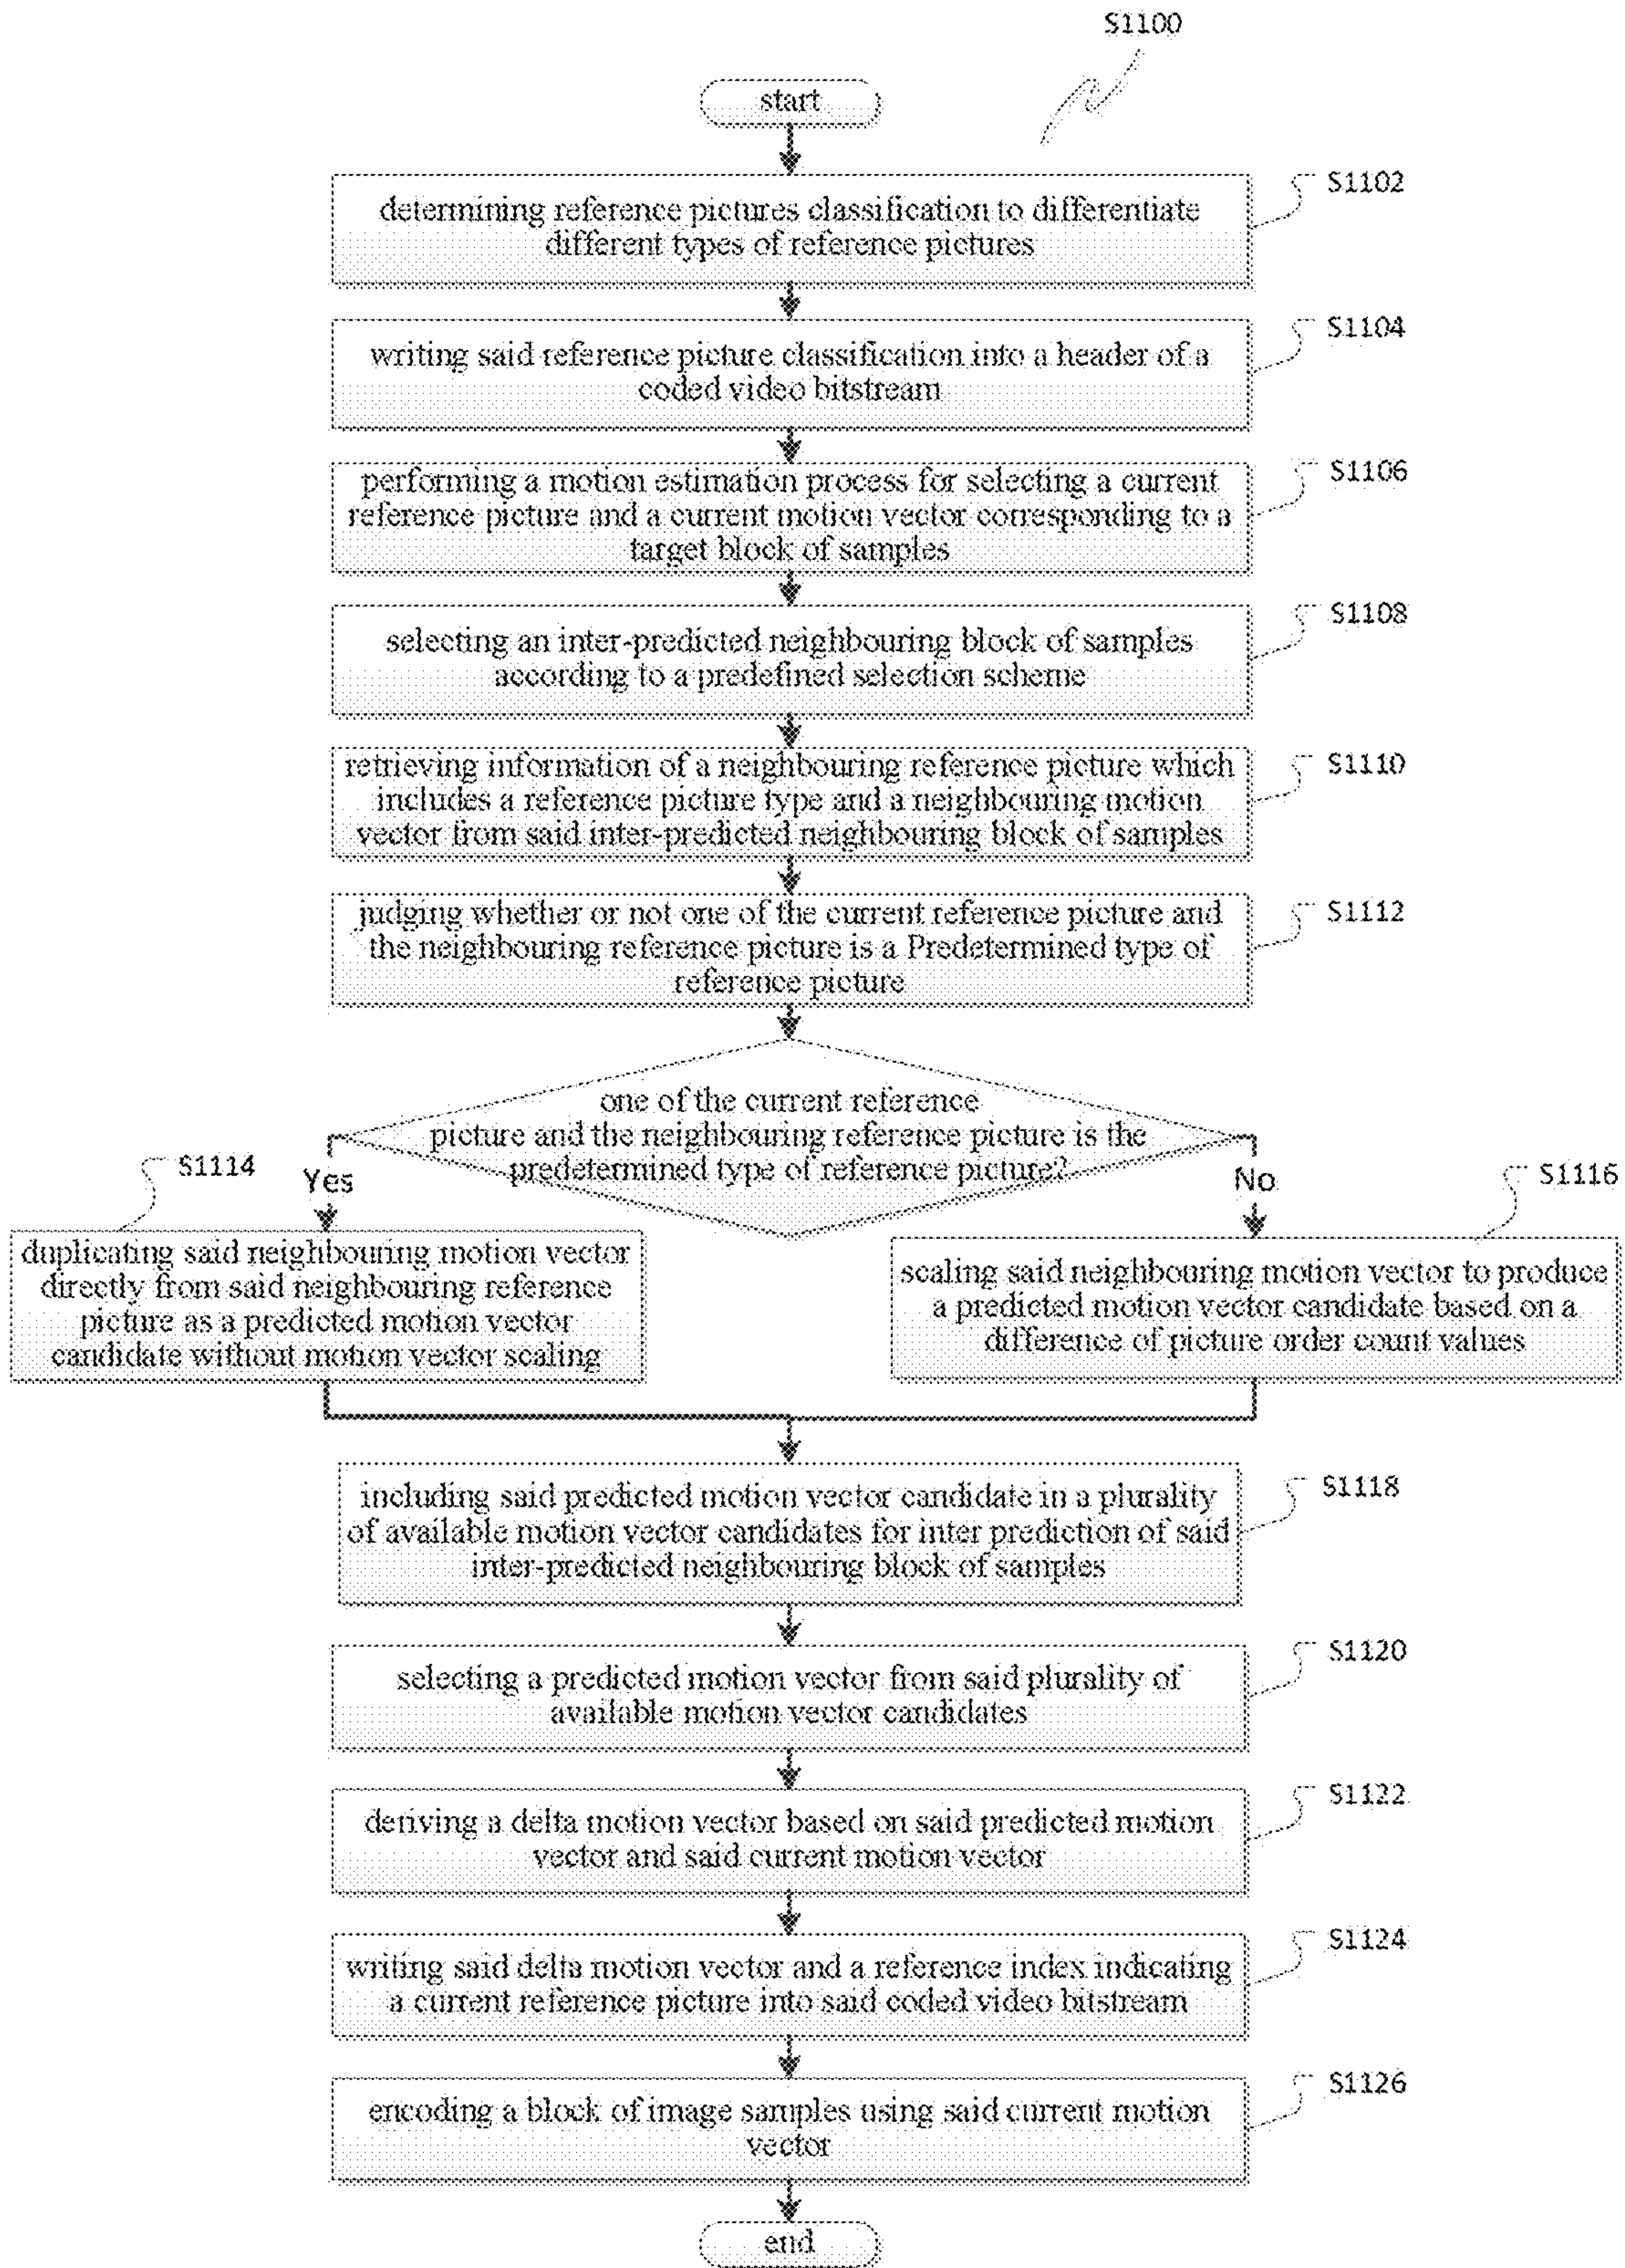 S1100
start
determining reference pictures classification to differentiate
different types of reference pictures
S1102
writing said reference picture classification into a header of a
coded video bitstream
S1104
performing a motion estimation process for selecting a current
reference picture and a current motion vector corresponding to a
target block of samples
S1106
selecting an inter-predicted neighbouring block of samples
according to a predefined selection scheme
S1108
retrieving information of a neighbouring reference picture which
includes a reference picture type and a neighbouring motion
vector from said inter-predicted neighbouring block of samples
S1110
judging whether or not one of the current reference picture and
the neighbouring reference picture is a Predetermined type of
reference picture
S1112
one of the current reference
picture and the neighbouring reference picture is the
predetermined type of reference picture?
Yes
No
S1114
duplicating said neighbouring motion vector
directly from said neighbouring reference
picture as a predicted motion vector
candidate without motion vector scaling
S1116
scaling said neighbouring motion vector to produce
a predicted motion vector candidate based on a
difference of picture order count values
including said predicted motion vector candidate in a plurality
of available motion vector candidates for inter prediction of said
inter-predicted neighbouring block of samples
S1118
selecting a predicted motion vector from said plurality of
available motion vector candidates
S1120
deriving a delta motion vector based on said predicted motion
vector and said current motion vector
S1122
writing said delta motion vector and a reference index indicating
a current reference picture into said coded video bitstream
S1124
encoding a block of image samples using said current motion
vector
S1126
end